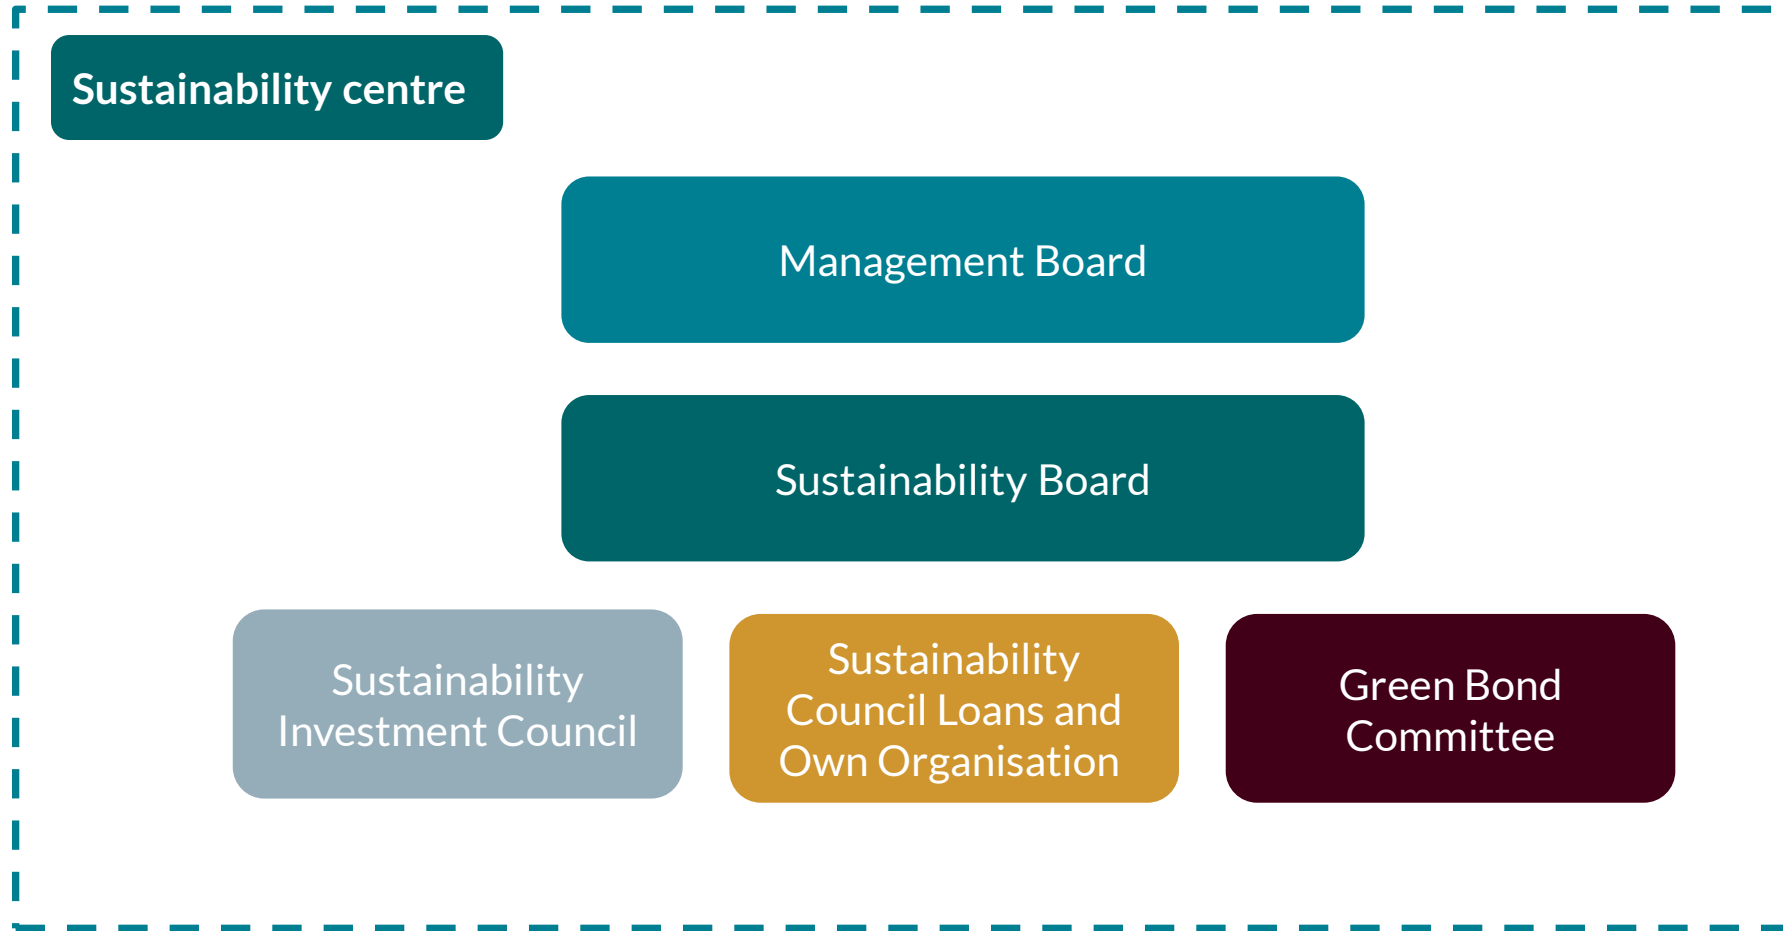 Sustainability centre
Management Board
Sustainability Board
Sustainability
Investment Council
Sustainability
Council Loans and
Own Organisation
Green Bond
Committee